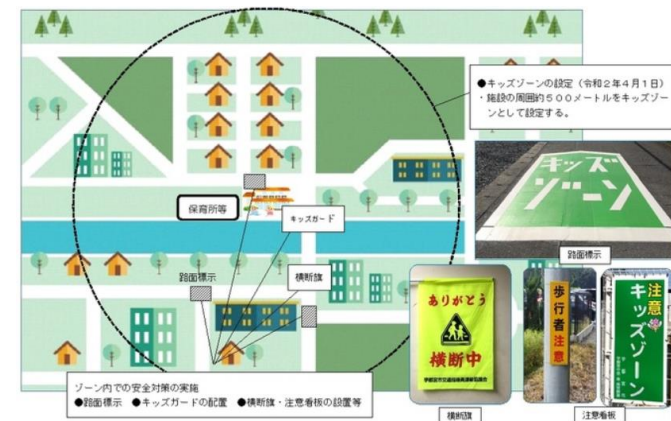 ●キッズゾーンの設定（令和２年４月１日）
・施設の周囲約５００メートルをキッズゾー
ンとして設定する。
キッズ
ゾーン
路面標示
保育所等
キッズガード
路面標示
横断旗
ありがとう
横断中
歩行者注意
注意
キッズゾーン
横断旗
注意看板
ゾーン内での安全対策の実施
●路面標示　●キッズガードの配置　●横断旗・注意看板の設置等